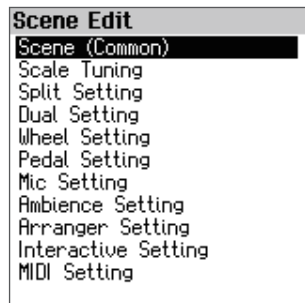 Scene Edit
Scene (Common)
Scale Tuning
Split Setting
Dual Setting
Wheel Setting
Pedal Setting
Mic Setting
Ambience Setting
Arranger Setting
Interactive Setting
MIDI Setting